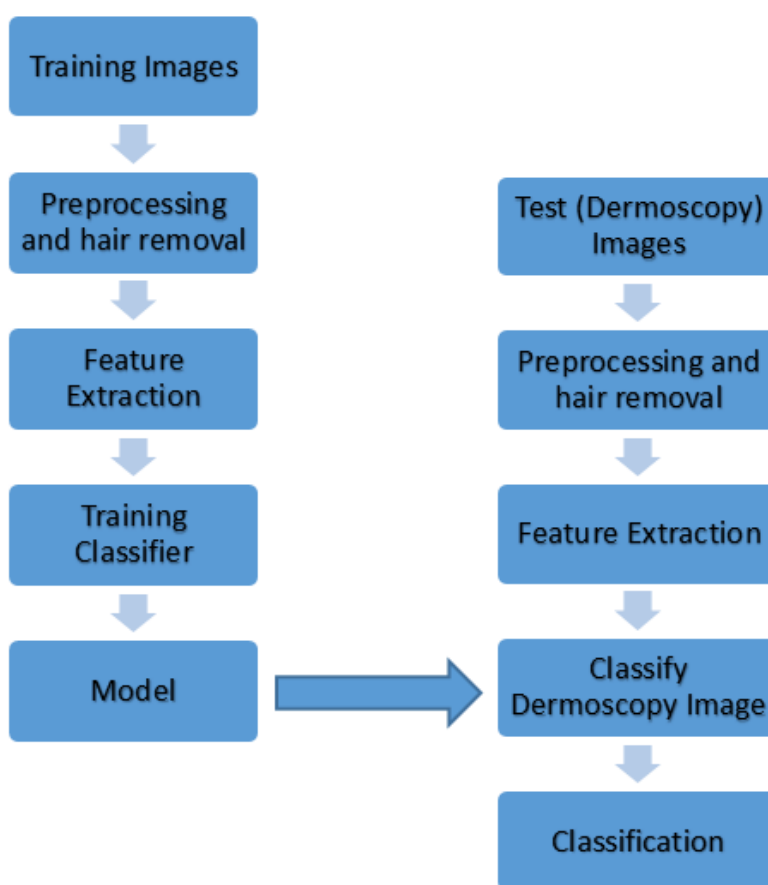 Training Images
Preprocessing
and hair removal
Feature
Extraction
Training
Classifier
Model
Test (Dermoscopy)
Images
Preprocessing and
hair removal
Feature Extraction
Classify
Dermoscopy Image
Classification